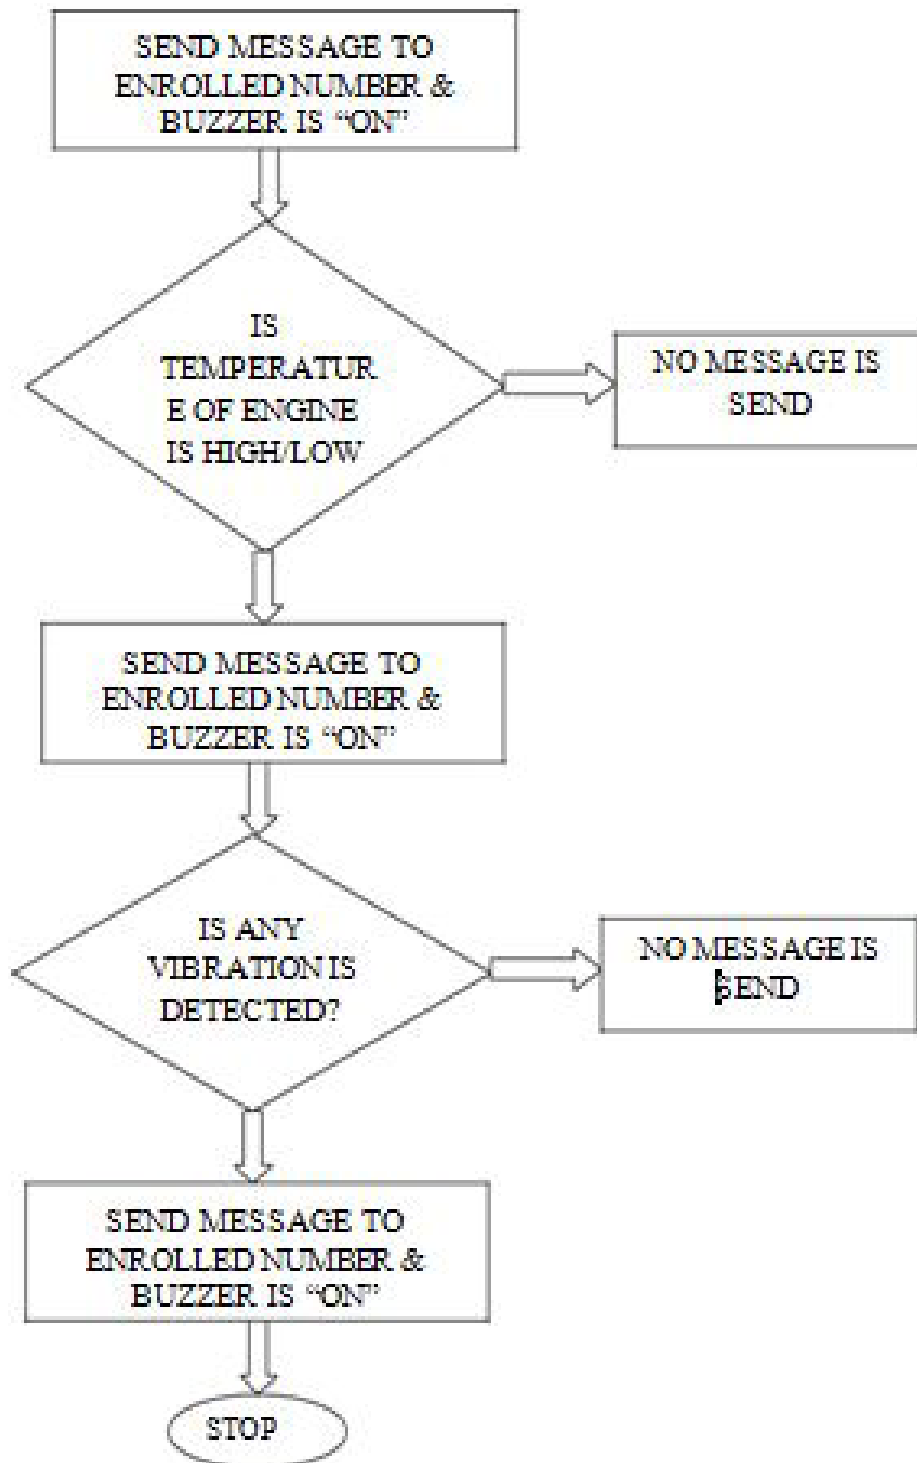 SEND MESSAGE TO
ENROLLED NUMBER &
BUZZER IS “ON”
IS
TEMPERATUR
E OF ENGINE
IS HIGH/LOW
NO MESSAGE IS
SEND
SEND MESSAGE TO
ENROLLED NUMBER &
BUZZER IS “ON”
IS ANY
VIBRATION IS
DETECTED?
NO MESSAGE IS
SEND
SEND MESSAGE TO
ENROLLED NUMBER &
BUZZER IS “ON”
STOP